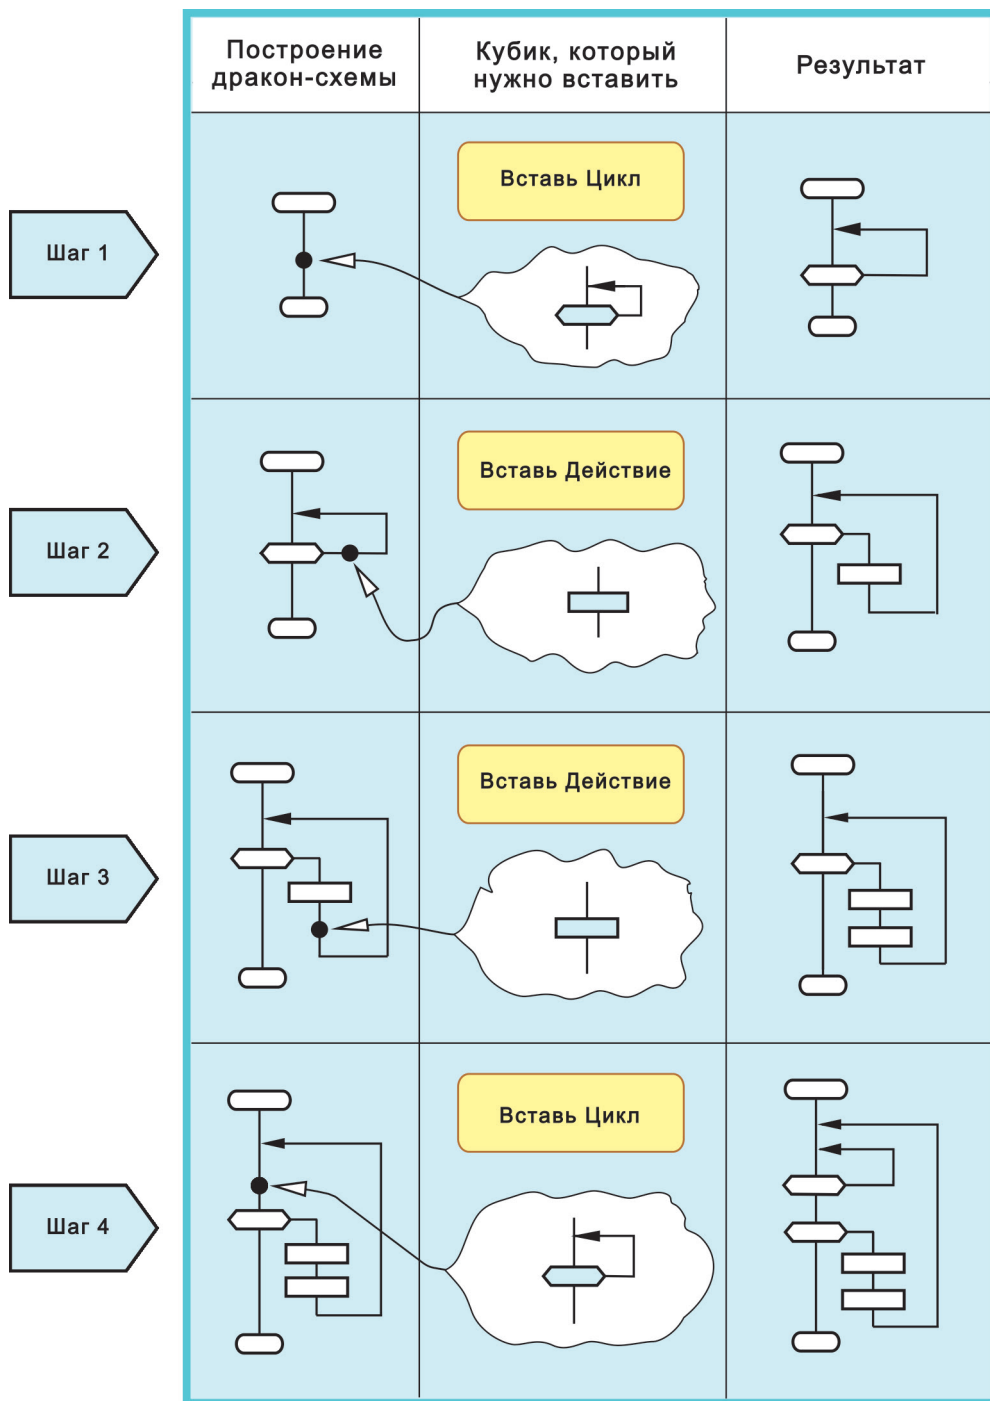 Построение
дракон-схемы
Кубик, который
нужно вставить
Результат
Шаг 1
Вставь Цикл
Шаг 2
Вставь Действие
Шаг 3
Вставь Действие
Шаг 4
Вставь Цикл